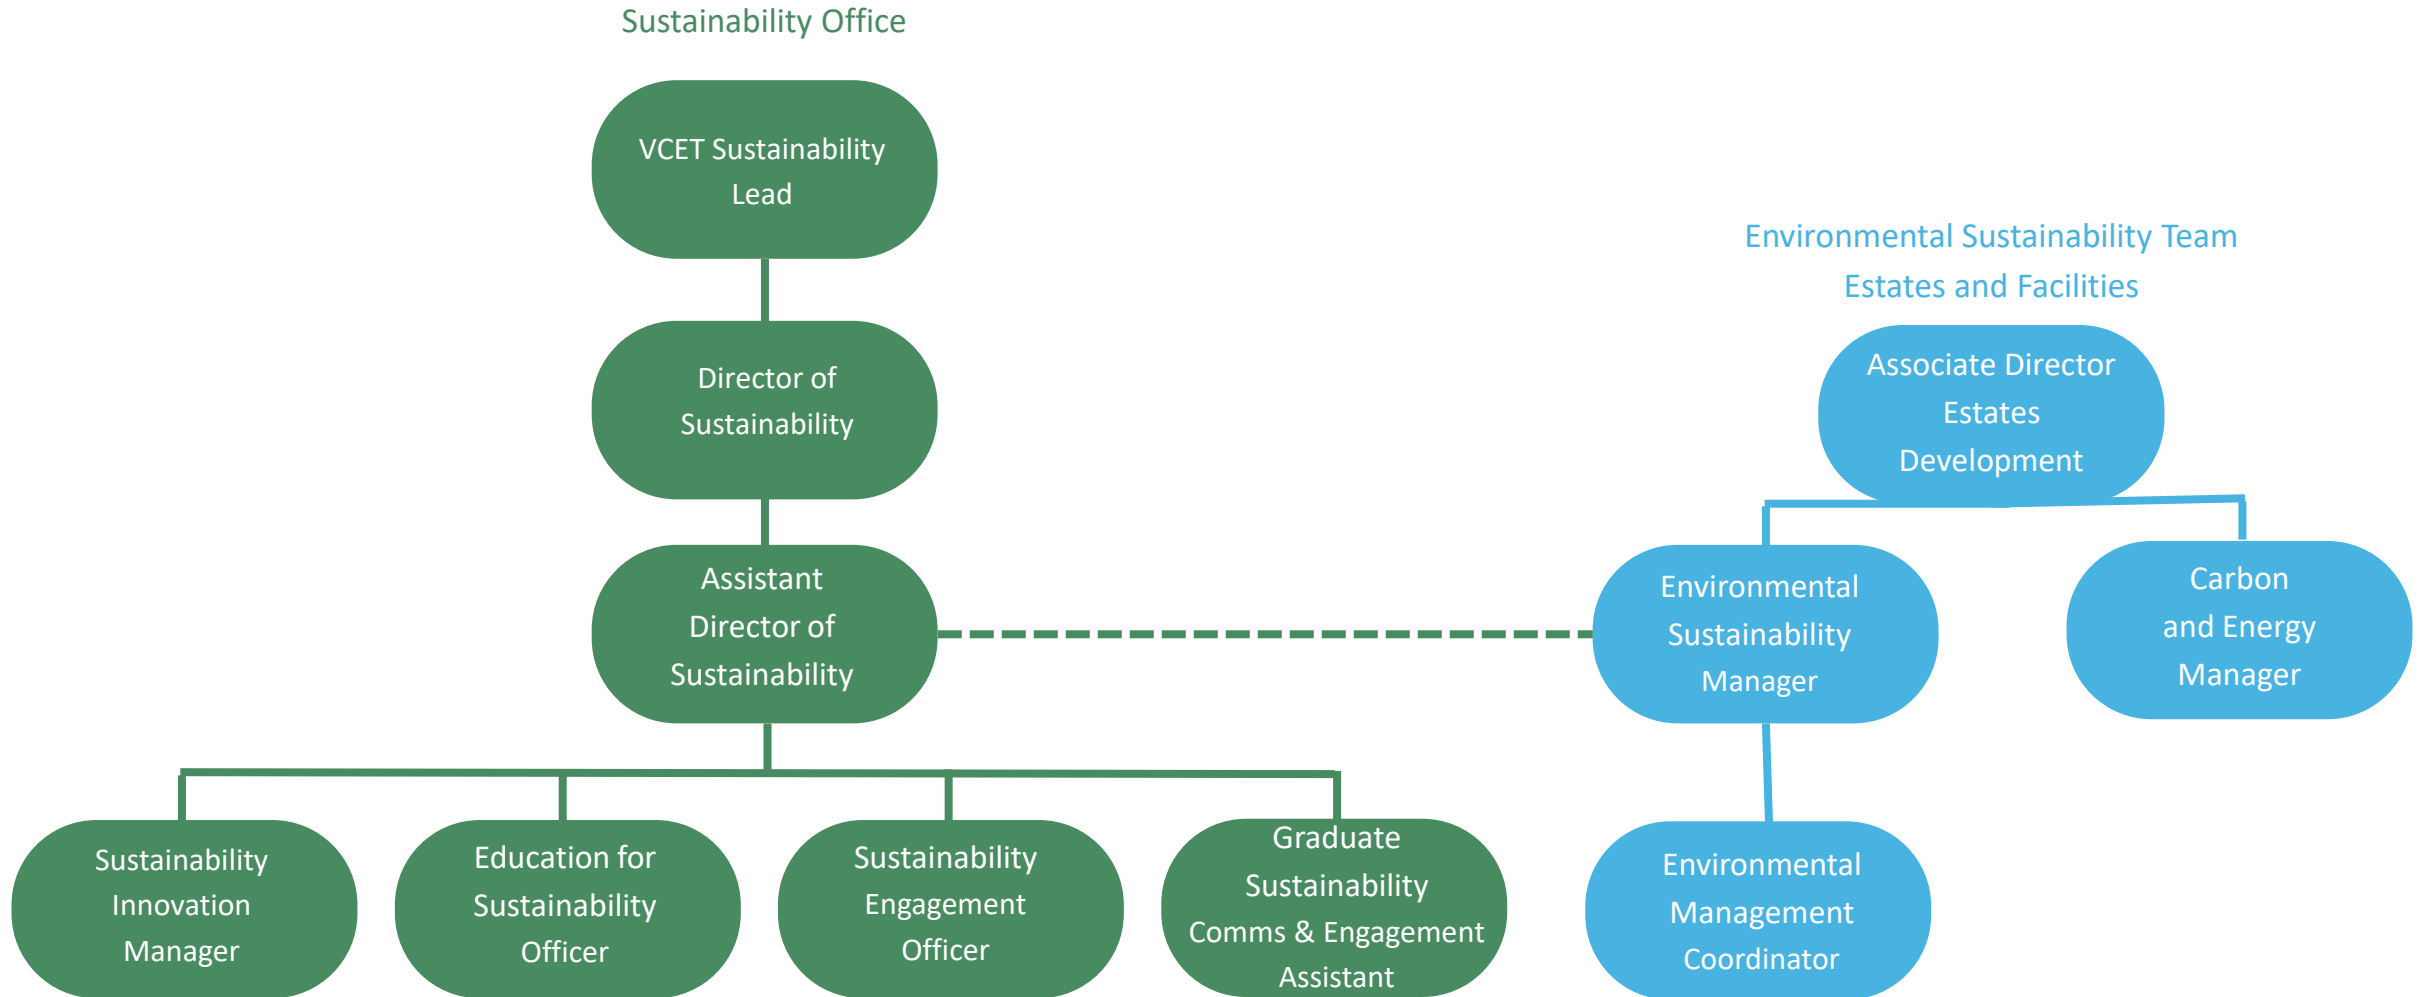 Sustainability Office
VCET Sustainability
Lead
Director of
Sustainability
Assistant
Director of
Sustainability
Sustainability
Innovation
Manager
Education for
Sustainability
Officer
Sustainability
Engagement
Officer
Graduate
Sustainability
Comms & Engagement
Assistant
Environmental Sustainability Team
Estates and Facilities
Associate Director
Estates
Development
Environmental
Sustainability
Manager
Carbon
and Energy
Manager
Environmental
Management
Coordinator